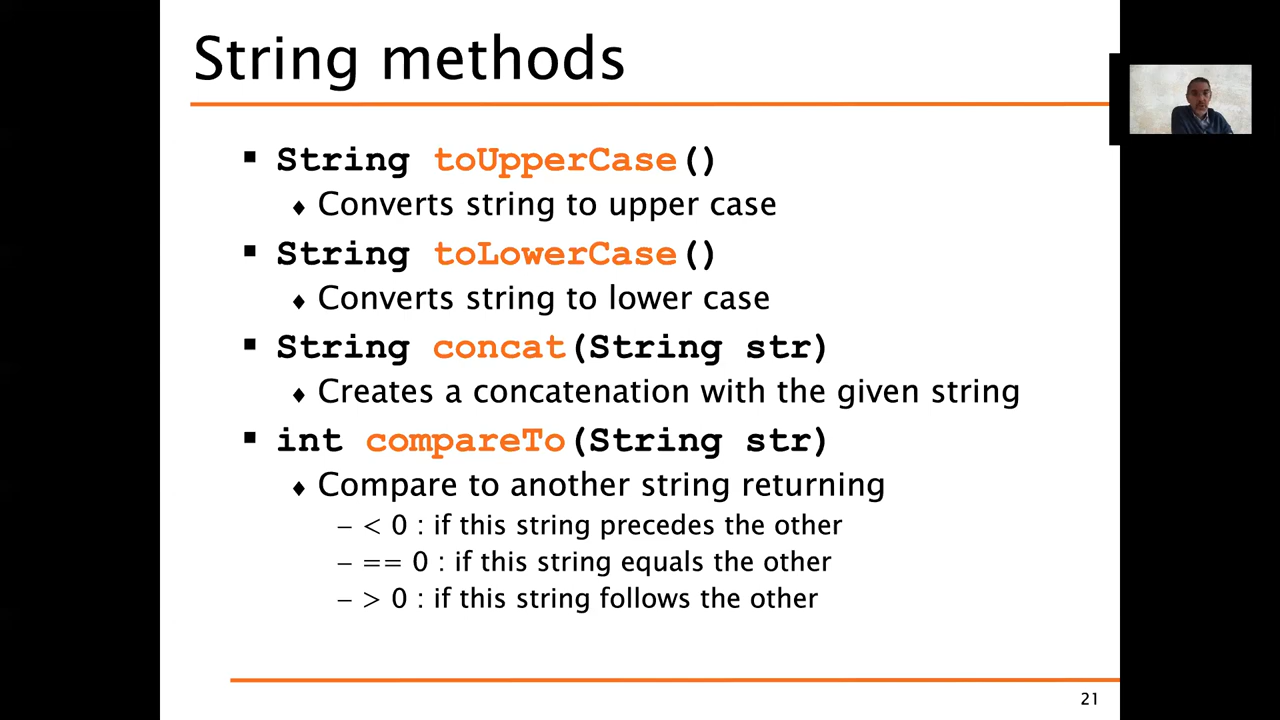 String methods
▪ String toUpperCase()
♦ Converts string to upper case
▪ String toLowerCase()
♦ Converts string to lower case
▪ String concat(String str)
♦ Creates a concatenation with the given string
▪ int compareTo(String str)
♦ Compare to another string returning
– < 0 : if this string precedes the other
– == 0 : if this string equals the other
– > 0 : if this string follows the other
21